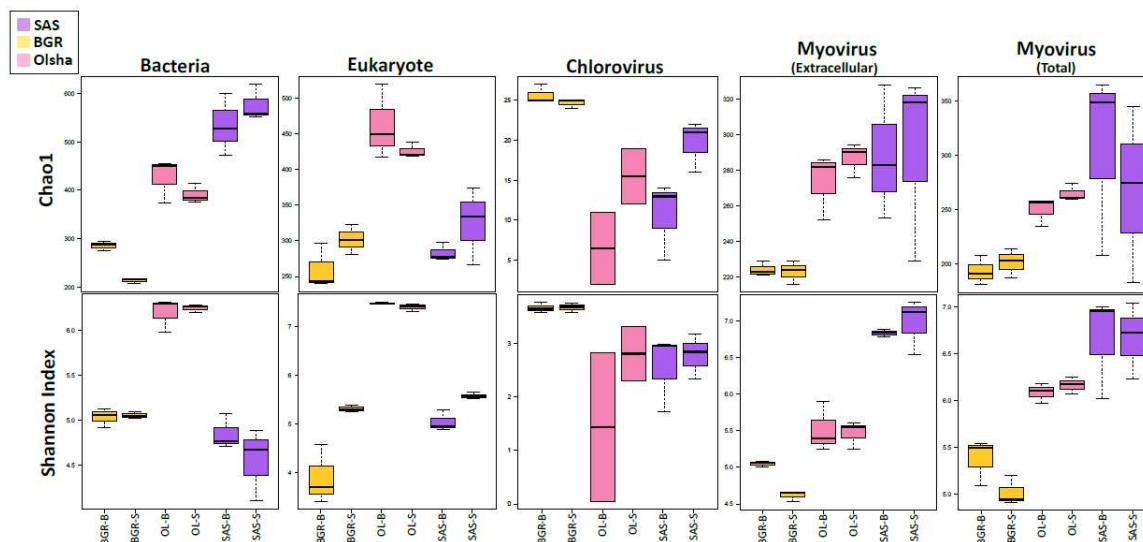 SAS
BGR
Olsha
Bacteria
Eukaryote
Chlorovirus
Myovirus
(Extracellular)
Myovirus
(Total)
Chao1
600
500
400
300
200
500
450
400
350
300
250
25
20
15
10
5
320
300
280
260
240
220
350
300
250
200
Shannon Index
6.0
5.5
5.0
4.5
7
6
5
4
3
2
1
0
7.0
6.5
6.0
5.5
5.0
4.5
7.0
6.5
6.0
5.5
5.0
BGR-B
BGR-S
OL-B
OL-S
SAS-B
SAS-S
BGR-B
BGR-S
OL-B
OL-S
SAS-B
SAS-S
BGR-B
BGR-S
OL-B
OL-S
SAS-B
SAS-S
BGR-B
BGR-S
OL-B
OL-S
SAS-B
SAS-S
BGR-B
BGR-S
OL-B
OL-S
SAS-B
SAS-S